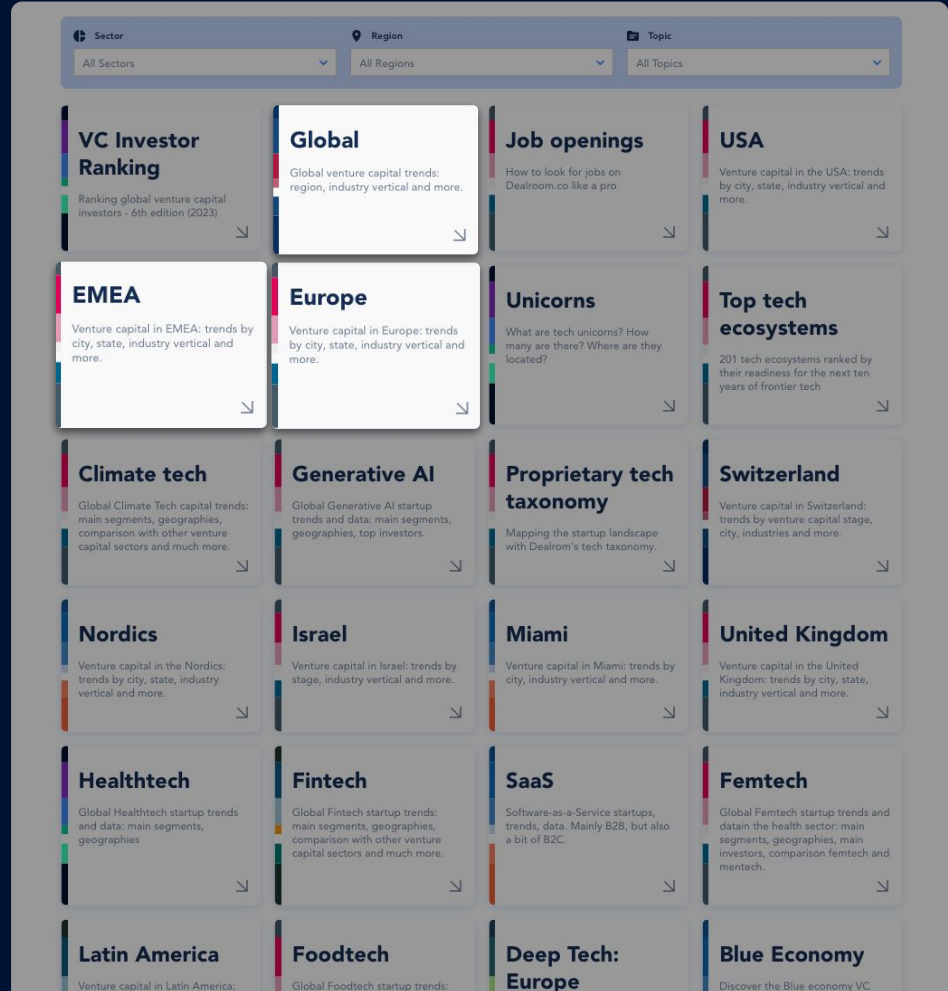 Sector
Region
Topic
All Sectors
All Regions
All Topics
VC Investor
Ranking
Ranking global venture capital
investors - 6th edition (2023)
Global
Global venture capital trends:
region, industry vertical and more.
Job openings
How to look for jobs on
Dealroom.co like a pro
USA
Venture capital in the USA: trends
by city, state, industry vertical and
more.
EMEA
Venture capital in EMEA: trends by
city, state, industry vertical and
more.
Europe
Venture capital in Europe: trends
by city, state, industry vertical and
more.
Unicorns
What are tech unicorns? How
many are there? Where are they
located?
Top tech
ecosystems
201 tech ecosystems ranked by
their readiness for the next ten
years of frontier tech
Climate tech
Global Climate Tech capital trends:
main segments, geographies,
comparison with other venture
capital sectors and much more.
Generative AI
Global Generative AI startup
trends and data: main segments,
geographies, top investors.
Proprietary tech
taxonomy
Mapping the startup landscape
with Dealrom's tech taxonomy.
Switzerland
Venture capital in Switzerland:
trends by venture capital stage,
city, industries and more.
Nordics
Venture capital in the Nordics:
trends by city, state, industry
vertical and more.
Israel
Venture capital in Israel: trends by
stage, industry vertical and more.
Miami
Venture capital in Miami: trends by
city, industry vertical and more.
United Kingdom
Venture capital in the United
Kingdom: trends by city, state,
industry vertical and more.
Healthtech
Global Healthtech startup trends
and data: main segments,
geographies
Fintech
Global Fintech startup trends:
main segments, geographies,
comparison with other venture
capital sectors and much more.
SaaS
Software-as-a-Service startups,
trends, data. Mainly B2B, but also
a bit of B2C.
Femtech
Global Femtech startup trends and
datain the health sector: main
segments, geographies, main
investors, comparison femtech and
mentech.
Latin America
Venture capital in Latin America:
Foodtech
Global Foodtech startup trends:
Deep Tech:
Europe
Blue Economy
Discover the Blue economy VC